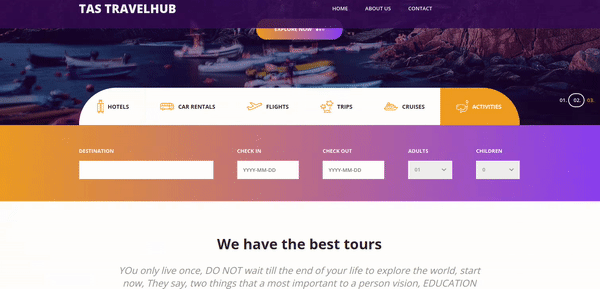 TAS TRAVELHUB HOME ABOUT US CONTACT
EXPLORE NOW
01. 02. 03.
HOTELS CAR RENTALS FLIGHTS TRIPS CRUISES ACTIVITIES
DESTINATION CHECK IN CHECK OUT ADULTS CHILDREN
YYYY-MM-DD YYYY-MM-DD 01 0
We have the best tours
YOu only live once, DO NOT wait till the end of your life to explore the world, start
now, They say, two things that a most important to a person vision, EDUCATION